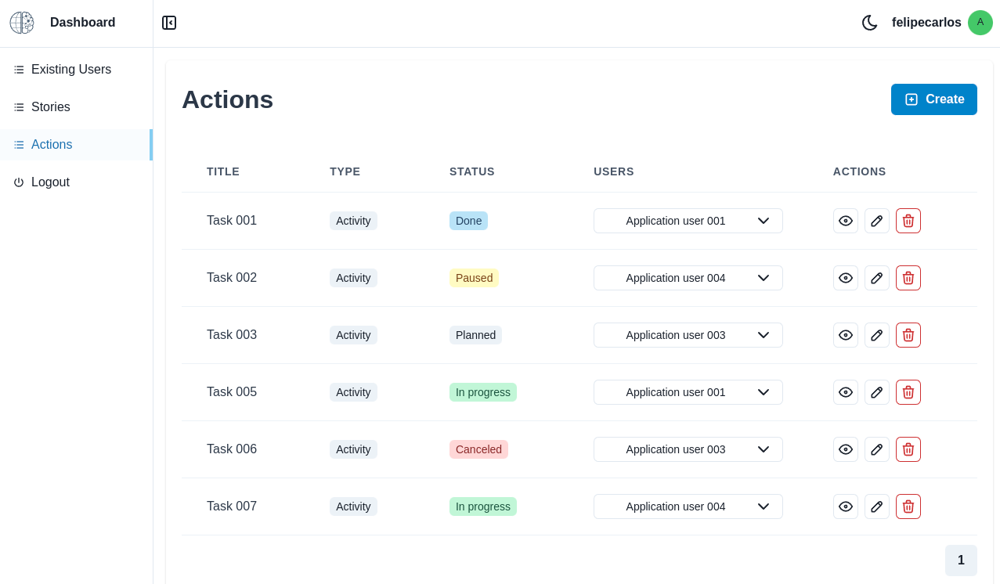 Dashboard
felipecarlos A
Existing Users
Stories
Actions
Logout
Actions
Create
TITLE TYPE STATUS USERS ACTIONS
Task 001 Activity Done Application user 001
Task 002 Activity Paused Application user 004
Task 003 Activity Planned Application user 003
Task 005 Activity In progress Application user 001
Task 006 Activity Canceled Application user 003
Task 007 Activity In progress Application user 004
1